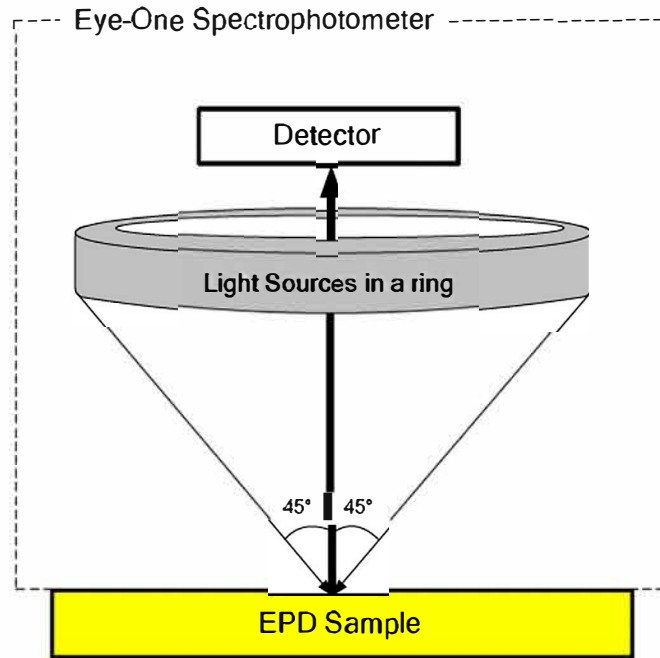 Eye-One Spectrophotometer
Detector
Light Sources in a ring
45° 45°
EPD Sample